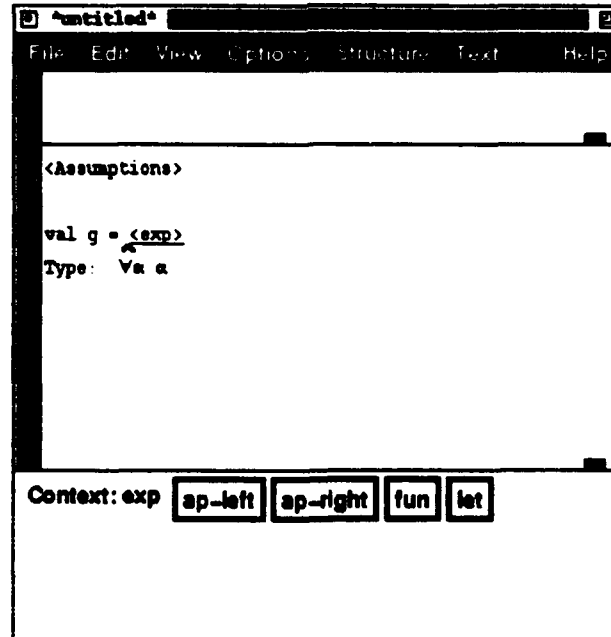 *untitled*
File Edit View Options Structure Text Help
<Assumptions>
val g = <exp>
Type: ∀α α
Context: exp ap-left ap-right fun let